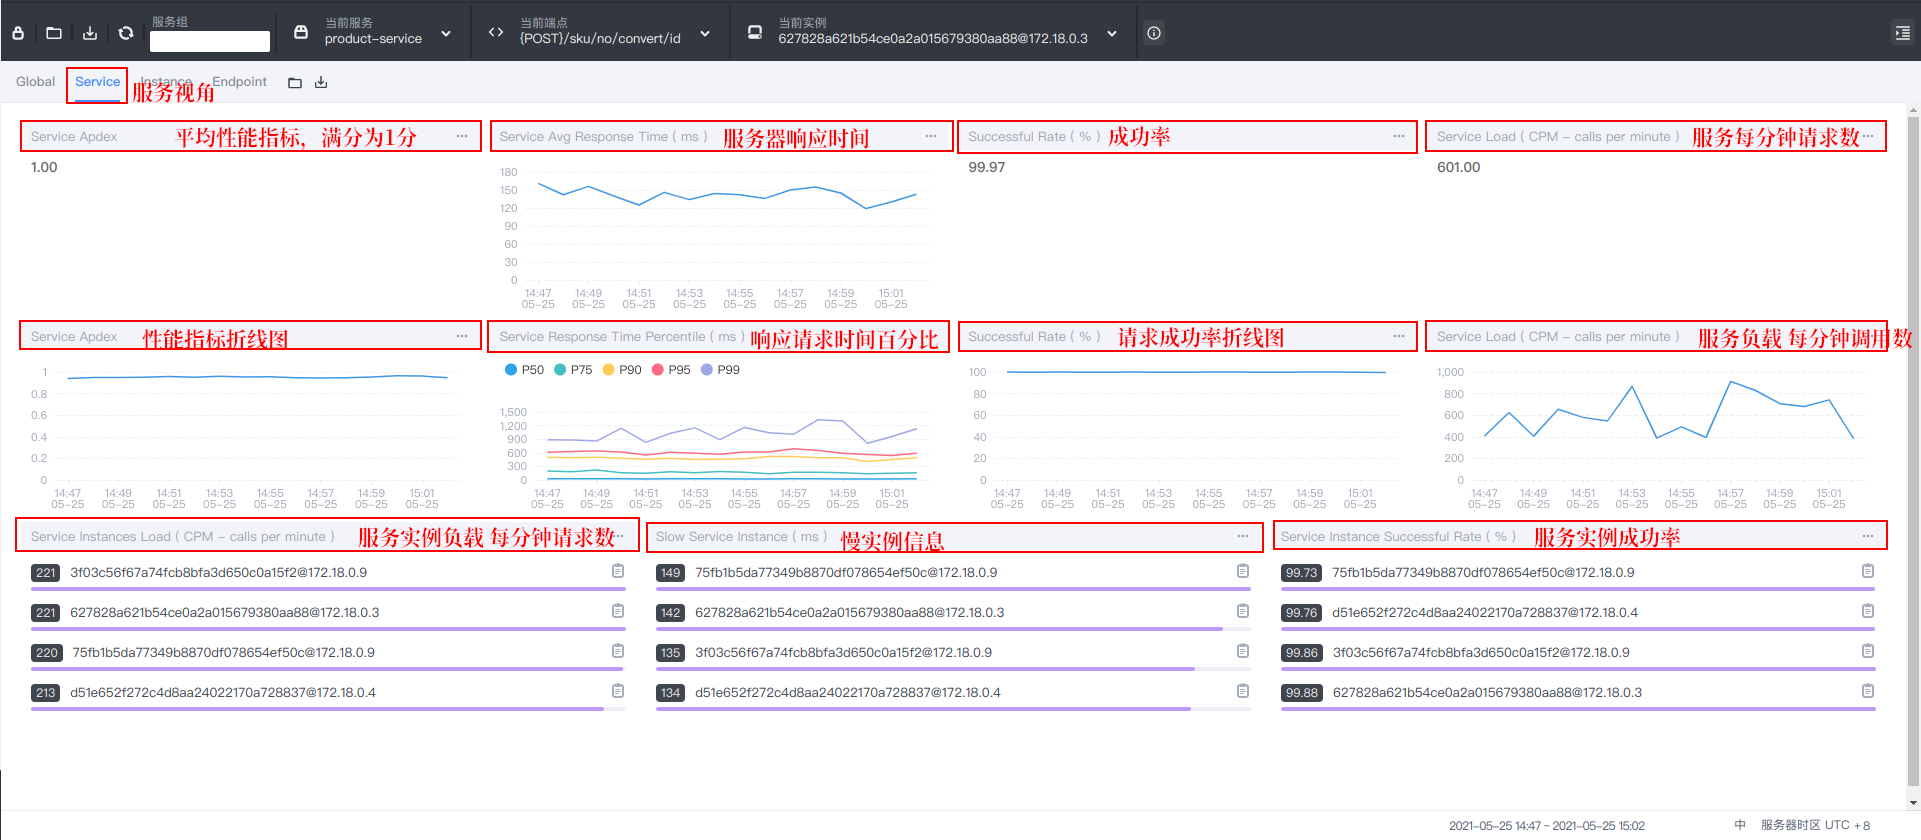 服务组
当前服务
product-service
当前端点
{POST}/sku/no/convert/id
当前实例
627828a621b54ce0a2a015679380aa88@172.18.0.3
Global Service Instance Endpoint
服务视角
Service Apdex 平均性能指标，满分为1分
1.00
Service Avg Response Time ( ms ) 服务器响应时间
180
150
120
90
60
30
0
14:47 14:49 14:51 14:53 14:55 14:57 14:59 15:01
05-25 05-25 05-25 05-25 05-25 05-25 05-25 05-25
Successful Rate ( % ) 成功率
99.97
Service Load ( CPM - calls per minute ) 服务每分钟请求数
601.00
Service Apdex 性能指标折线图
1
0.8
0.6
0.4
0.2
0
14:47 14:49 14:51 14:53 14:55 14:57 14:59 15:01
05-25 05-25 05-25 05-25 05-25 05-25 05-25 05-25
Service Response Time Percentile ( ms ) 响应请求时间百分比
P50 P75 P90 P95 P99
1,500
1,200
900
600
300
0
14:47 14:49 14:51 14:53 14:55 14:57 14:59 15:01
05-25 05-25 05-25 05-25 05-25 05-25 05-25 05-25
Successful Rate ( % ) 请求成功率折线图
100
80
60
40
20
0
14:47 14:49 14:51 14:53 14:55 14:57 14:59 15:01
05-25 05-25 05-25 05-25 05-25 05-25 05-25 05-25
Service Load ( CPM - calls per minute ) 服务负载 每分钟调用数
1,000
800
600
400
200
0
14:47 14:49 14:51 14:53 14:55 14:57 14:59 15:01
05-25 05-25 05-25 05-25 05-25 05-25 05-25 05-25
Service Instances Load ( CPM - calls per minute ) 服务实例负载 每分钟请求数
221 3f03c56f67a74fcb8bfa3d650c0a15f2@172.18.0.9
221 627828a621b54ce0a2a015679380aa88@172.18.0.3
220 75fb1b5da77349b8870df078654ef50c@172.18.0.9
213 d51e652f272c4d8aa24022170a728837@172.18.0.4
Slow Service Instance ( ms ) 慢实例信息
149 75fb1b5da77349b8870df078654ef50c@172.18.0.9
142 627828a621b54ce0a2a015679380aa88@172.18.0.3
135 3f03c56f67a74fcb8bfa3d650c0a15f2@172.18.0.9
134 d51e652f272c4d8aa24022170a728837@172.18.0.4
Service Instance Successful Rate ( % ) 服务实例成功率
99.73 75fb1b5da77349b8870df078654ef50c@172.18.0.9
99.76 d51e652f272c4d8aa24022170a728837@172.18.0.4
99.86 3f03c56f67a74fcb8bfa3d650c0a15f2@172.18.0.9
99.88 627828a621b54ce0a2a015679380aa88@172.18.0.3
2021-05-25 14:47 ~ 2021-05-25 15:02 中 服务器时区 UTC + 8